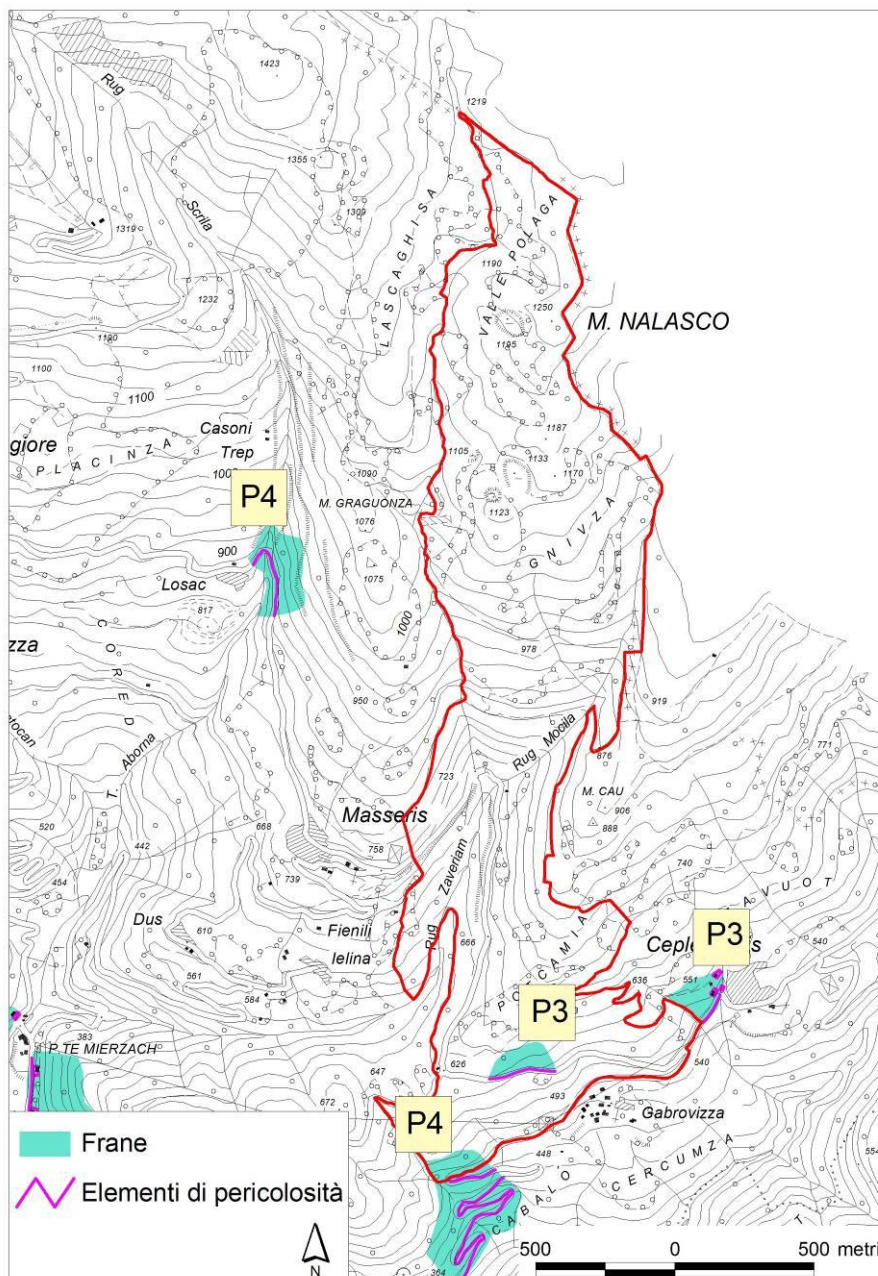 1423
Rug
1219
1355
1309
Scrila
1319
LASCAGHISA
VALLE POLAGA
1190
1232
1250
M. NALASCO
1190
1195
1100
1100
1187
Casoni
Trep
giore
PLACINZA
1105
1133
1090
1170
P4
M. GRAGUONZA
1076
1123
GNIVZA
900
Losac
1075
817
1000
zza
CORED
978
950
919
T. Aborna
Rug Mocila
876
771
723
M. CAU
906
888
Masseris
520
442
668
758
454
739
740
Zaveriam
Rug
Dus
610
Fienili
Ielina
666
AVUOT
P3
540
561
584
636
551
P3
383
P.TE MIERZACH
626
540
647
672
493
P4
Gabrovizza
448
554
Frane
CABALO
CERCUMZA
Elementi di pericolosità
364
N
500 0 500 metri